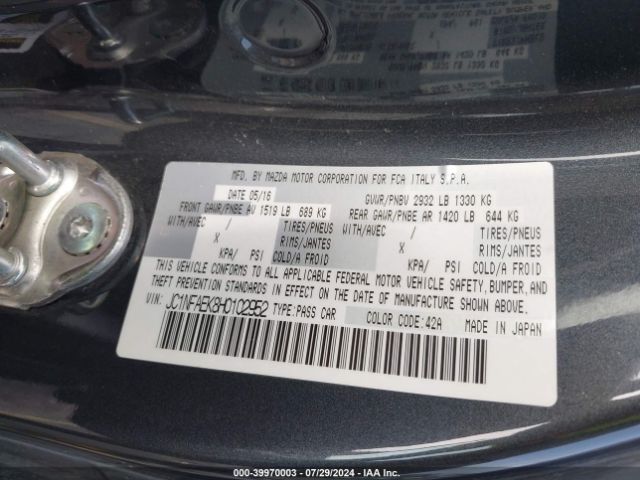 MFD. BY MAZDA MOTOR CORPORATION FOR FCA ITALY S.P.A.
DATE 05/16 GVWR/PNBV 2932 LB 1330 KG
FRONT GAWR/PNBE AV 1519 LB 689 KG REAR GAWR/PNBE AR 1420 LB 644 KG
WITH/AVEC / TIRES/PNEUS WITH/AVEC / TIRES/PNEUS
X RIMS/JANTES X RIMS/JANTES
KPA/ PSI COLD/A FROID KPA/ PSI COLD/A FROID
THIS VEHICLE CONFORMS TO ALL APPLICABLE FEDERAL MOTOR VEHICLE SAFETY, BUMPER, AND
THEFT PREVENTION STANDARDS IN EFFECT ON THE DATE OF MANUFACTURE SHOWN ABOVE.
VIN: JC1NFAEK8H0102952 TYPE:PASS CAR COLOR CODE:42A MADE IN JAPAN
000-39970003 — 07/29/2024 — IAA Inc.